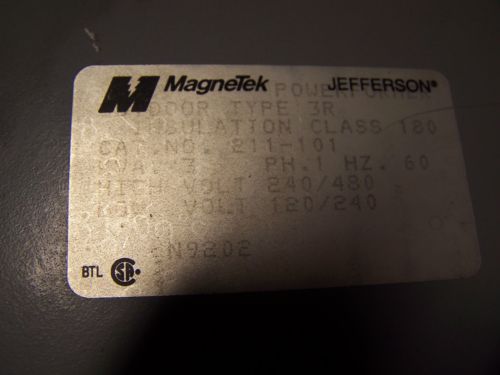 MagneTek JEFFERSON®
POWERFORMER
OUTDOOR TYPE 3R
INSULATION CLASS 180
CAT. NO. 211-101
KVA. 3 PH. 1 HZ. 60
HIGH VOLT 240/480
LOW VOLT 120/240
N9202
BTL